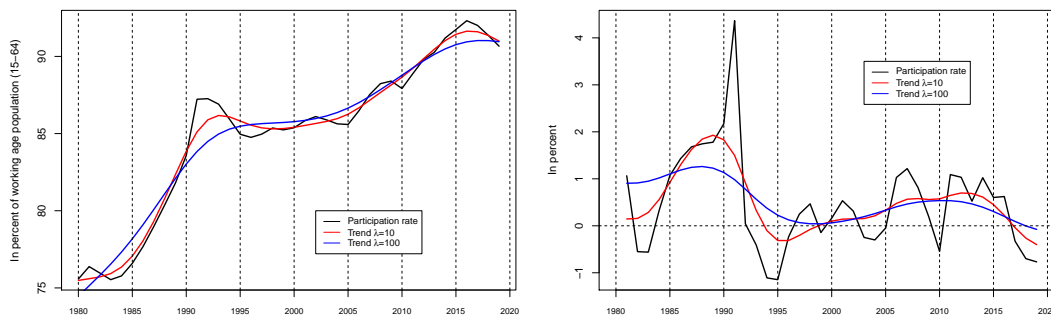 In percent of working age population (15−64)
90
85
80
75
Participation rate
Trend λ=10
Trend λ=100
1980 1985 1990 1995 2000 2005 2010 2015 2020
In percent
4
3
2
1
0
−1
Participation rate
Trend λ=10
Trend λ=100
1980 1985 1990 1995 2000 2005 2010 2015